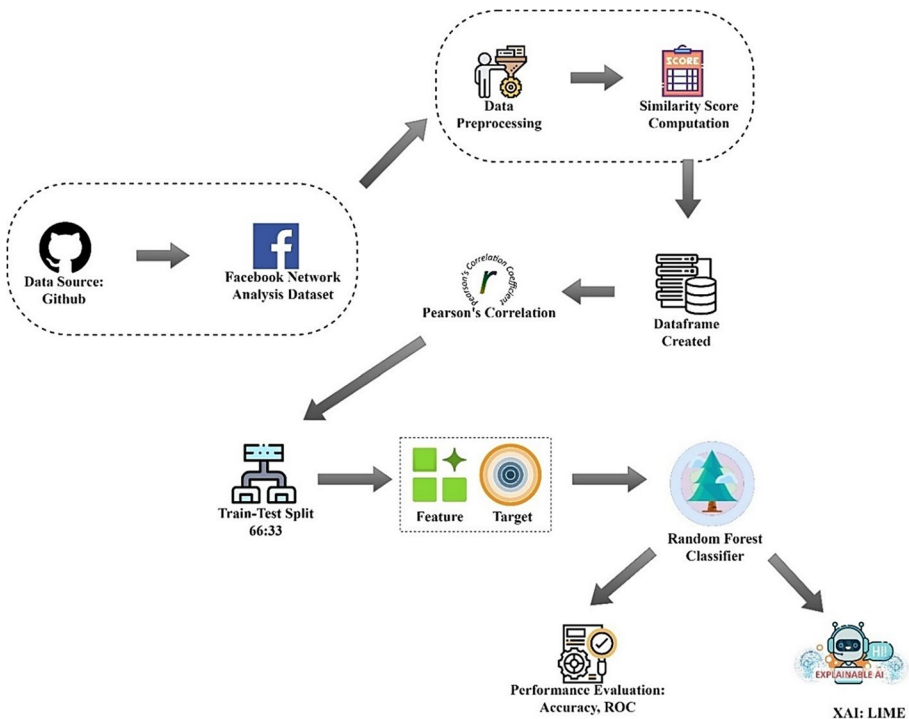 SCORE
Data
Preprocessing
Similarity Score
Computation
Data Source:
Github
Facebook Network
Analysis Dataset
Pearson's Correlation Coefficient
r
Pearson's Correlation
Dataframe
Created
Train-Test Split
66:33
Feature
Target
Random Forest
Classifier
Performance Evaluation:
Accuracy, ROC
HI!
EXPLAINABLE AI
XAI: LIME